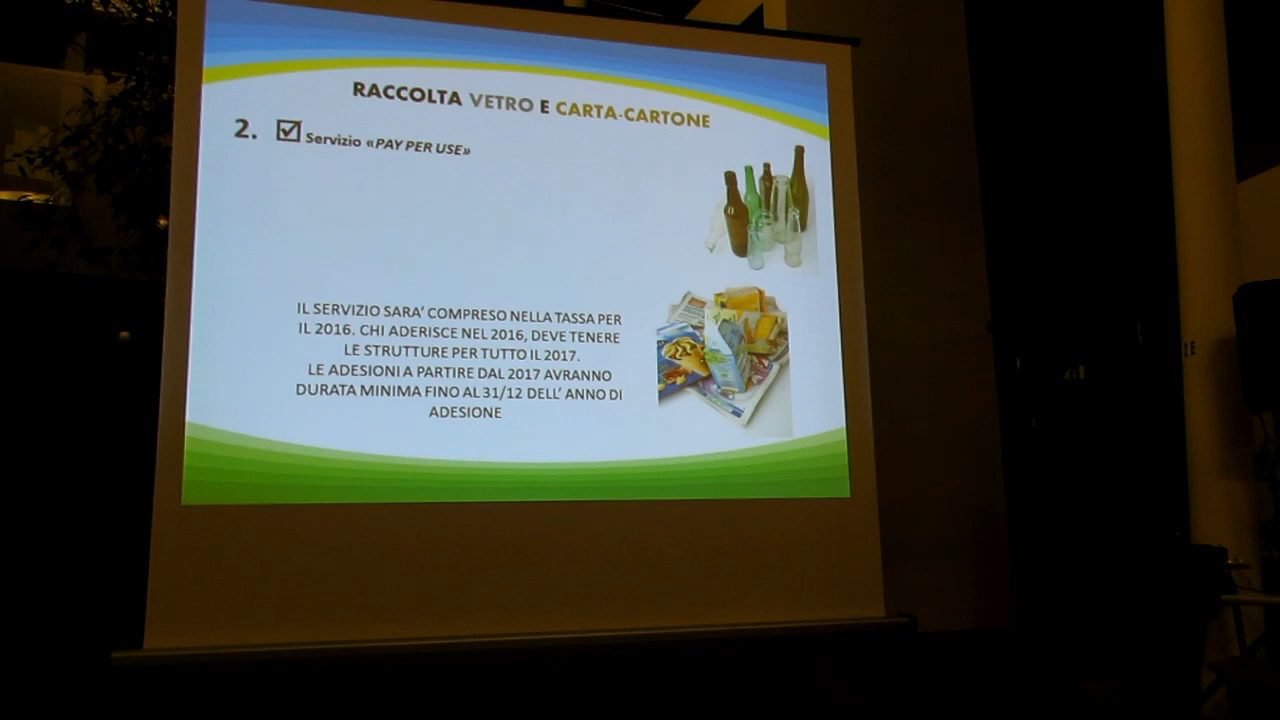 RACCOLTA VETRO E CARTA-CARTONE
2. Servizio «PAY PER USE»
IL SERVIZIO SARA' COMPRESO NELLA TASSA PER
IL 2016. CHI ADERISCE NEL 2016, DEVE TENERE
LE STRUTTURE PER TUTTO IL 2017.
LE ADESIONI A PARTIRE DAL 2017 AVRANNO
DURATA MINIMA FINO AL 31/12 DELL' ANNO DI
ADESIONE